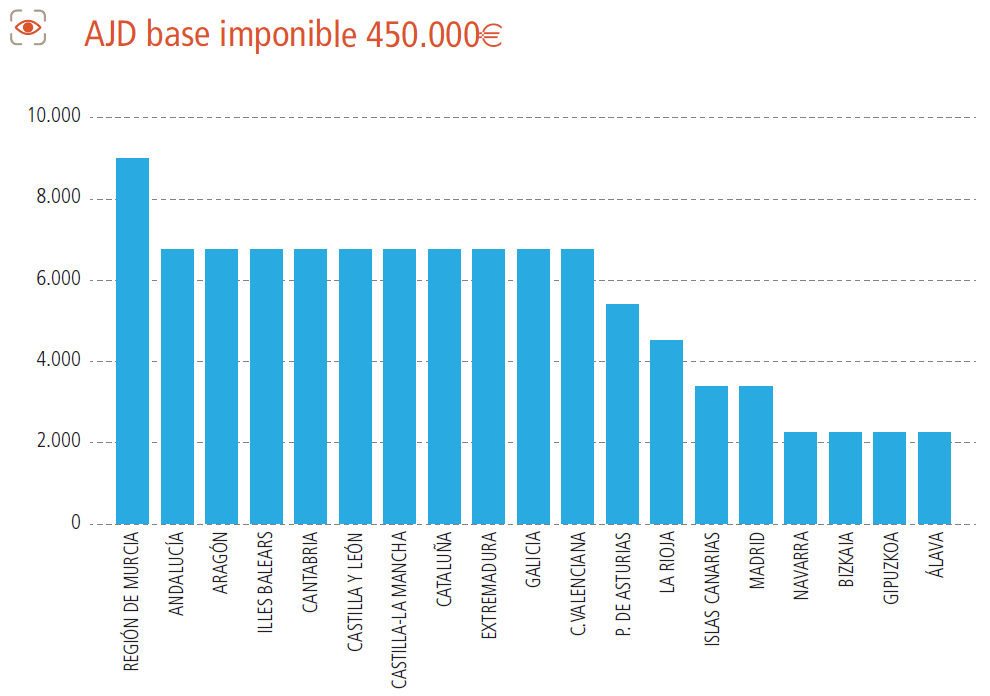 AJD base imponible 450.000€
10.000
8.000
6.000
4.000
2.000
0
REGIÓN DE MURCIA
ANDALUCÍA
ARAGÓN
ILLES BALEARS
CANTABRIA
CASTILLA Y LEÓN
CASTILLA-LA MANCHA
CATALUÑA
EXTREMADURA
GALICIA
C.VALENCIANA
P. DE ASTURIAS
LA RIOJA
ISLAS CANARIAS
MADRID
NAVARRA
BIZKAIA
GIPUZKOA
ÁLAVA